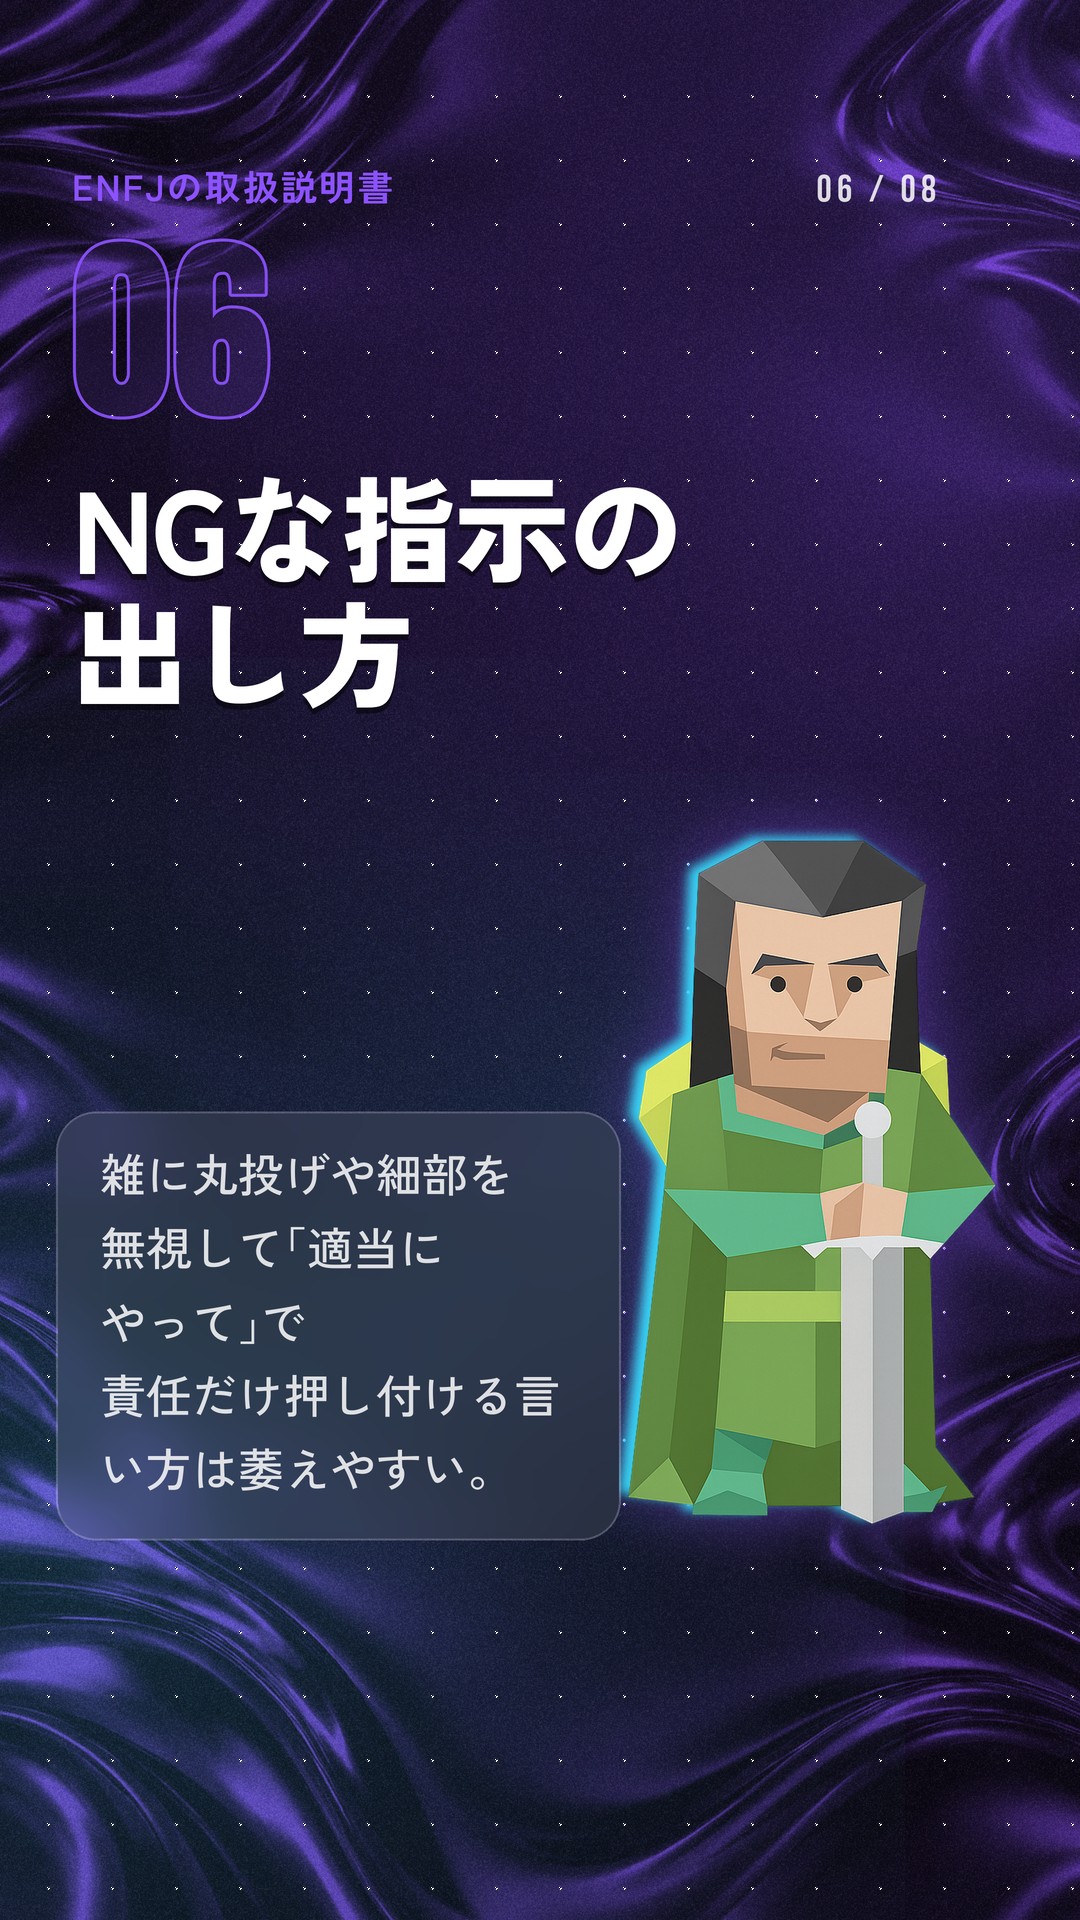 ENFJの取扱説明書
06 / 08
06
NGな指示の
出し方
雑に丸投げや細部を
無視して「適当に
やって」で
責任だけ押し付ける言
い方は萎えやすい。